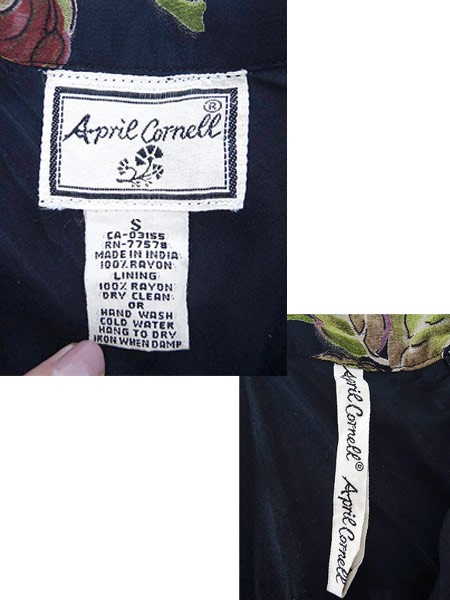 April Cornell ®
S
CA-03155
RN-77578
MADE IN INDIA
100% RAYON
LINING
100% RAYON
DRY CLEAN
OR
HAND WASH
COLD WATER
HANG TO DRY
IRON WHEN DAMP
April Cornell® April Cornell